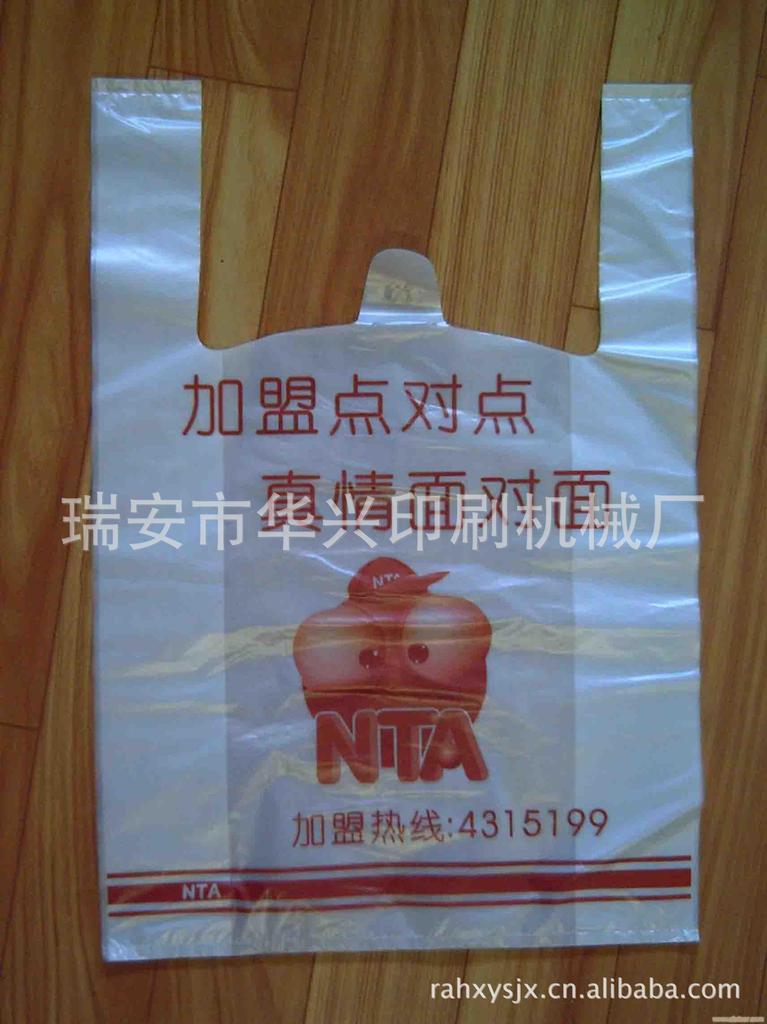 加盟点对点
真情面对面
瑞安市华兴印刷机械厂
NTA
NTA
加盟热线:4315199
NTA
rahxysjx.cn.alibaba.com